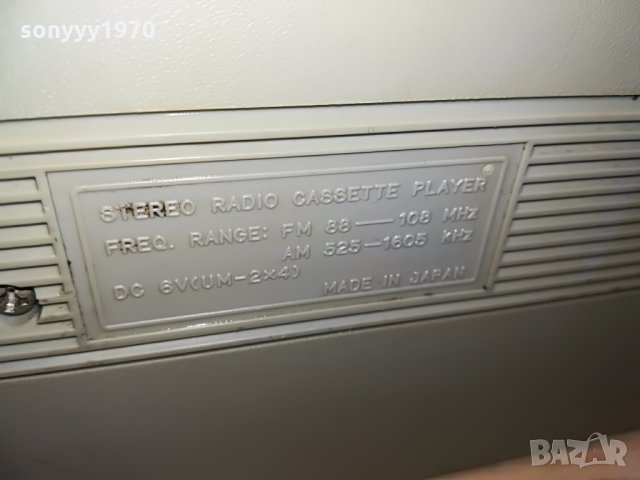 sonyyy1970
STEREO RADIO CASSETTE PLAYER
FREQ. RANGE: FM 88—108 MHz
AM 525—1605 KHz
DC 6V(UM-2×4)
MADE IN JAPAN
BAZAR